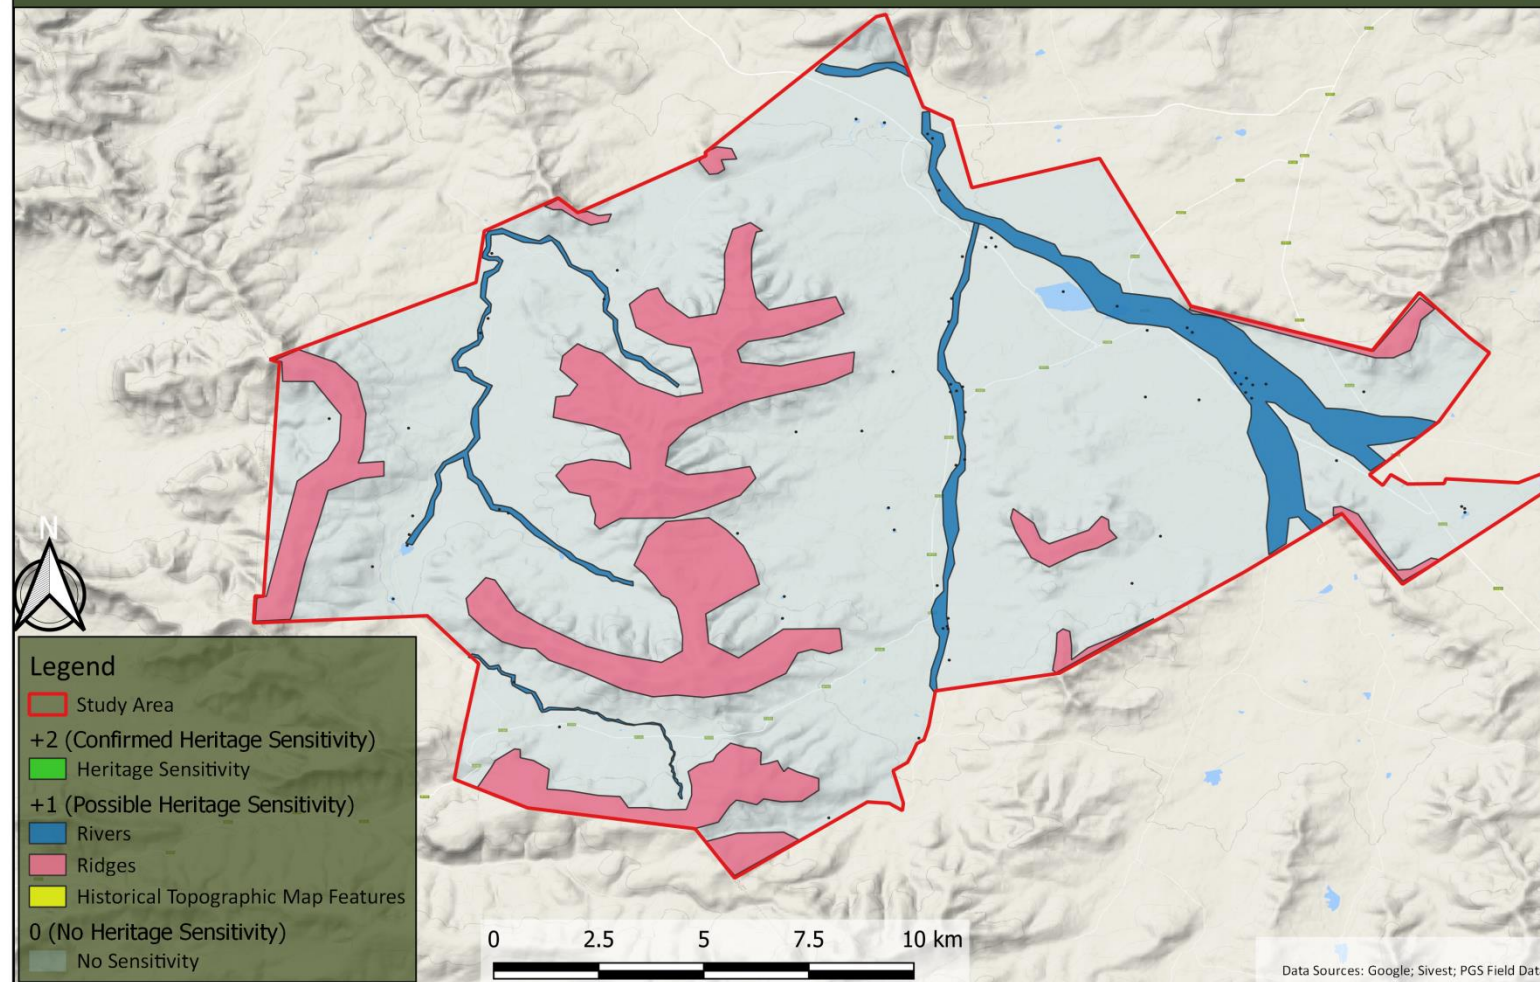 N
Legend
Study Area
+2 (Confirmed Heritage Sensitivity)
Heritage Sensitivity
+1 (Possible Heritage Sensitivity)
Rivers
Ridges
Historical Topographic Map Features
0 (No Heritage Sensitivity)
No Sensitivity
0 2.5 5 7.5 10 km
Data Sources: Google; Sivest; PGS Field Dat